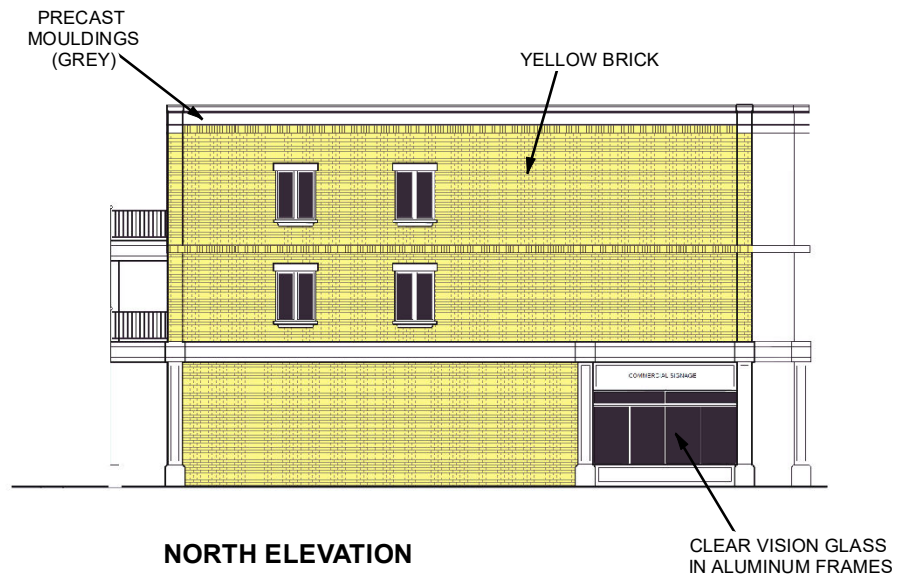 PRECAST
MOULDINGS
(GREY)
YELLOW BRICK
COMMERCIAL SIGNAGE
NORTH ELEVATION
CLEAR VISION GLASS
IN ALUMINUM FRAMES